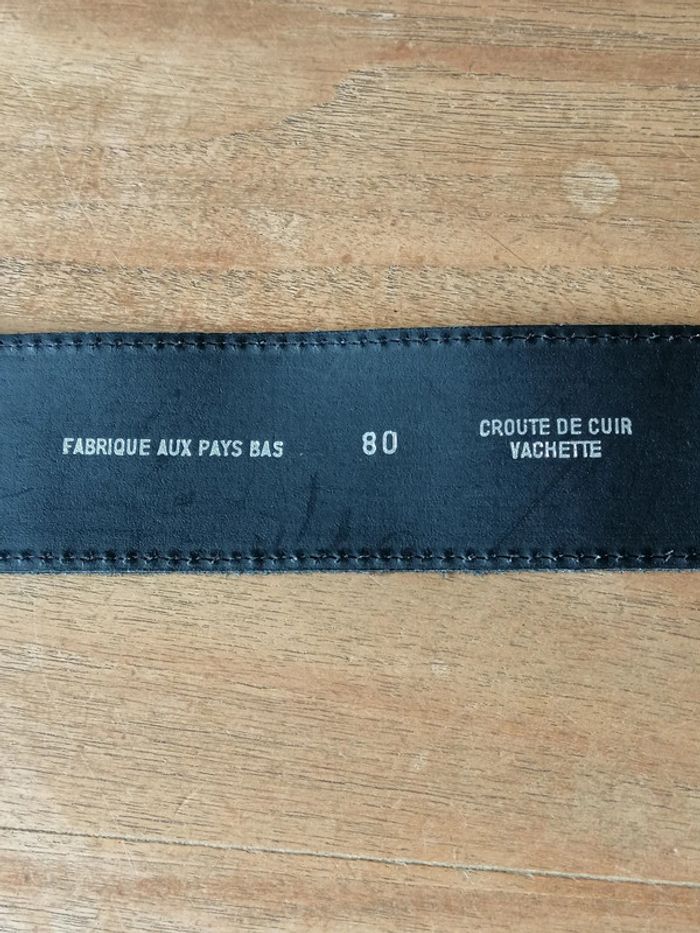 FABRIQUE AUX PAYS BAS
80
CROUTE DE CUIR
VACHETTE